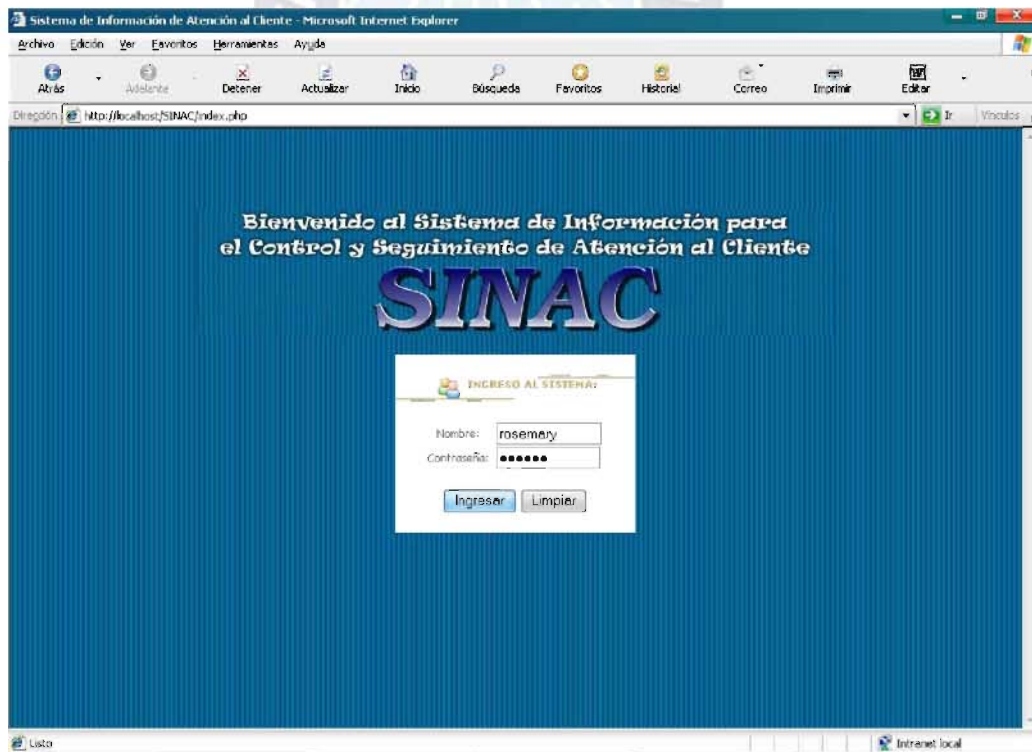 Sistema de Información de Atención al Cliente - Microsoft Internet Explorer
Archivo Edición Ver Favoritos Herramientas Ayuda
Atrás Adelante Detener Actualizar Inicio Búsqueda Favoritos Historial Correo Imprimir Editar
Dirección http://localhost/SINAC/index.php Ir Vínculos
Bienvenido al Sistema de Información para
el Control y Seguimiento de Atención al Cliente
SINAC
INGRESO AL SISTEMA:
Nombre: rosemary
Contraseña: ••••••
Ingresar Limpiar
Listo Intranet local